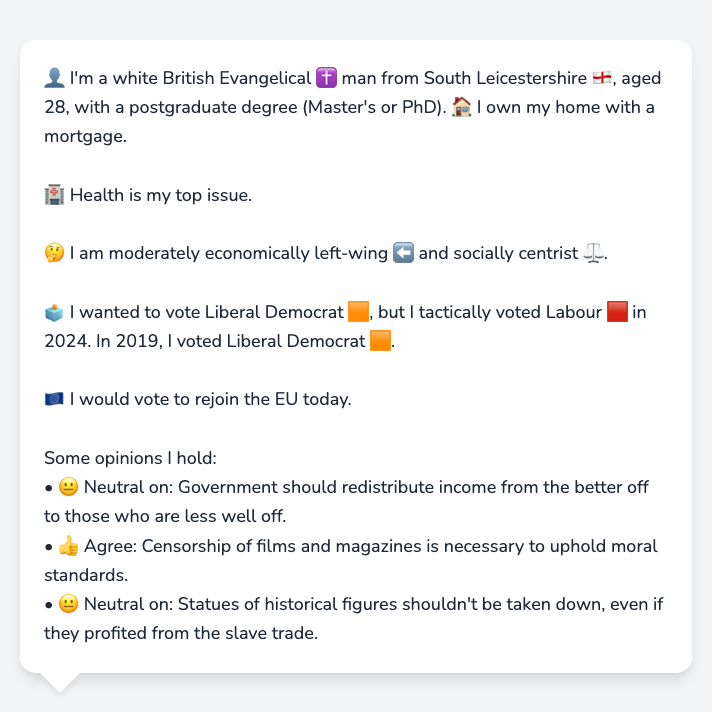 👤 I'm a white British Evangelical ✝️ man from South Leicestershire 🏴󠁧󠁢󠁥󠁮󠁧󠁿, aged
28, with a postgraduate degree (Master's or PhD). 🏠 I own my home with a
mortgage.
🏥 Health is my top issue.
🤔 I am moderately economically left-wing ⬅️ and socially centrist ⚖️.
🗳️ I wanted to vote Liberal Democrat 🟧, but I tactically voted Labour 🟥 in
2024. In 2019, I voted Liberal Democrat 🟧.
🇪🇺 I would vote to rejoin the EU today.
Some opinions I hold:
• 😐 Neutral on: Government should redistribute income from the better off
to those who are less well off.
• 👍 Agree: Censorship of films and magazines is necessary to uphold moral
standards.
• 😐 Neutral on: Statues of historical figures shouldn't be taken down, even if
they profited from the slave trade.